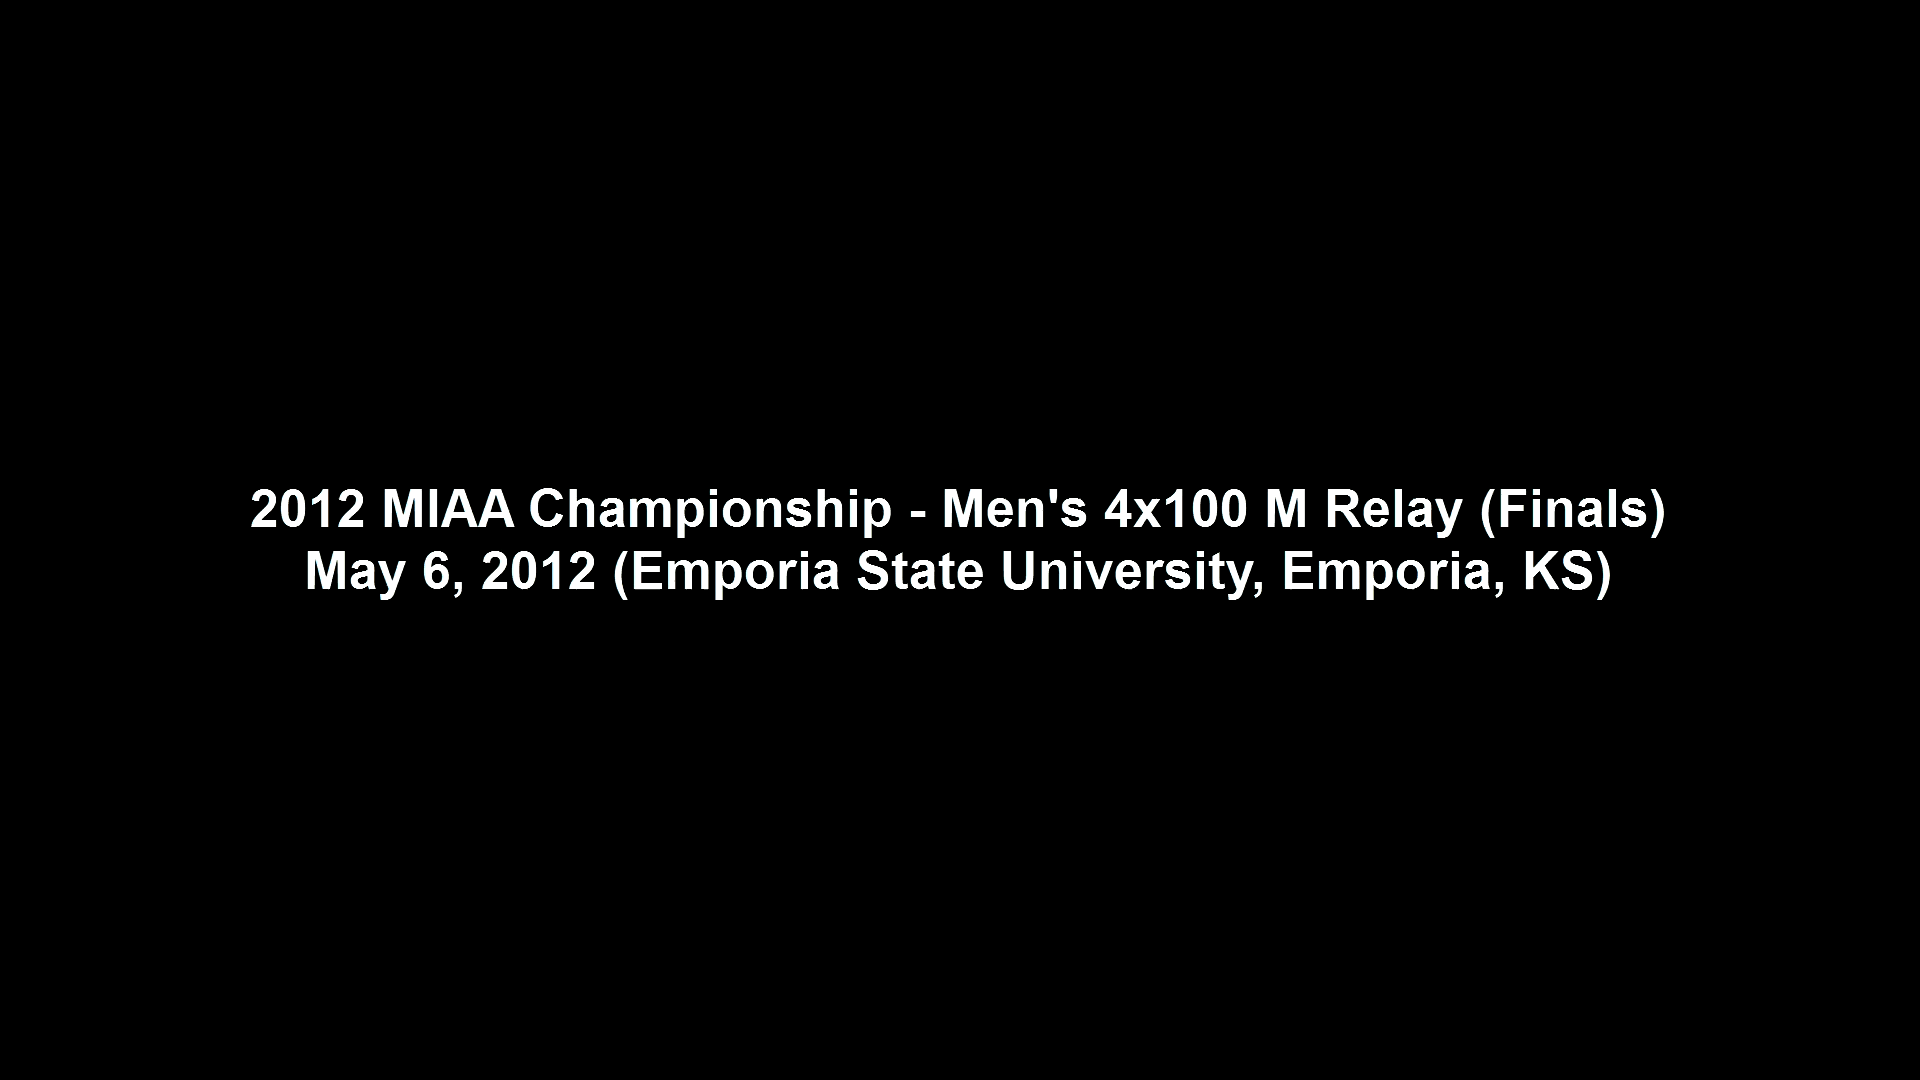 2012 MIAA Championship - Men's 4x100 M Relay (Finals)
May 6, 2012 (Emporia State University, Emporia, KS)